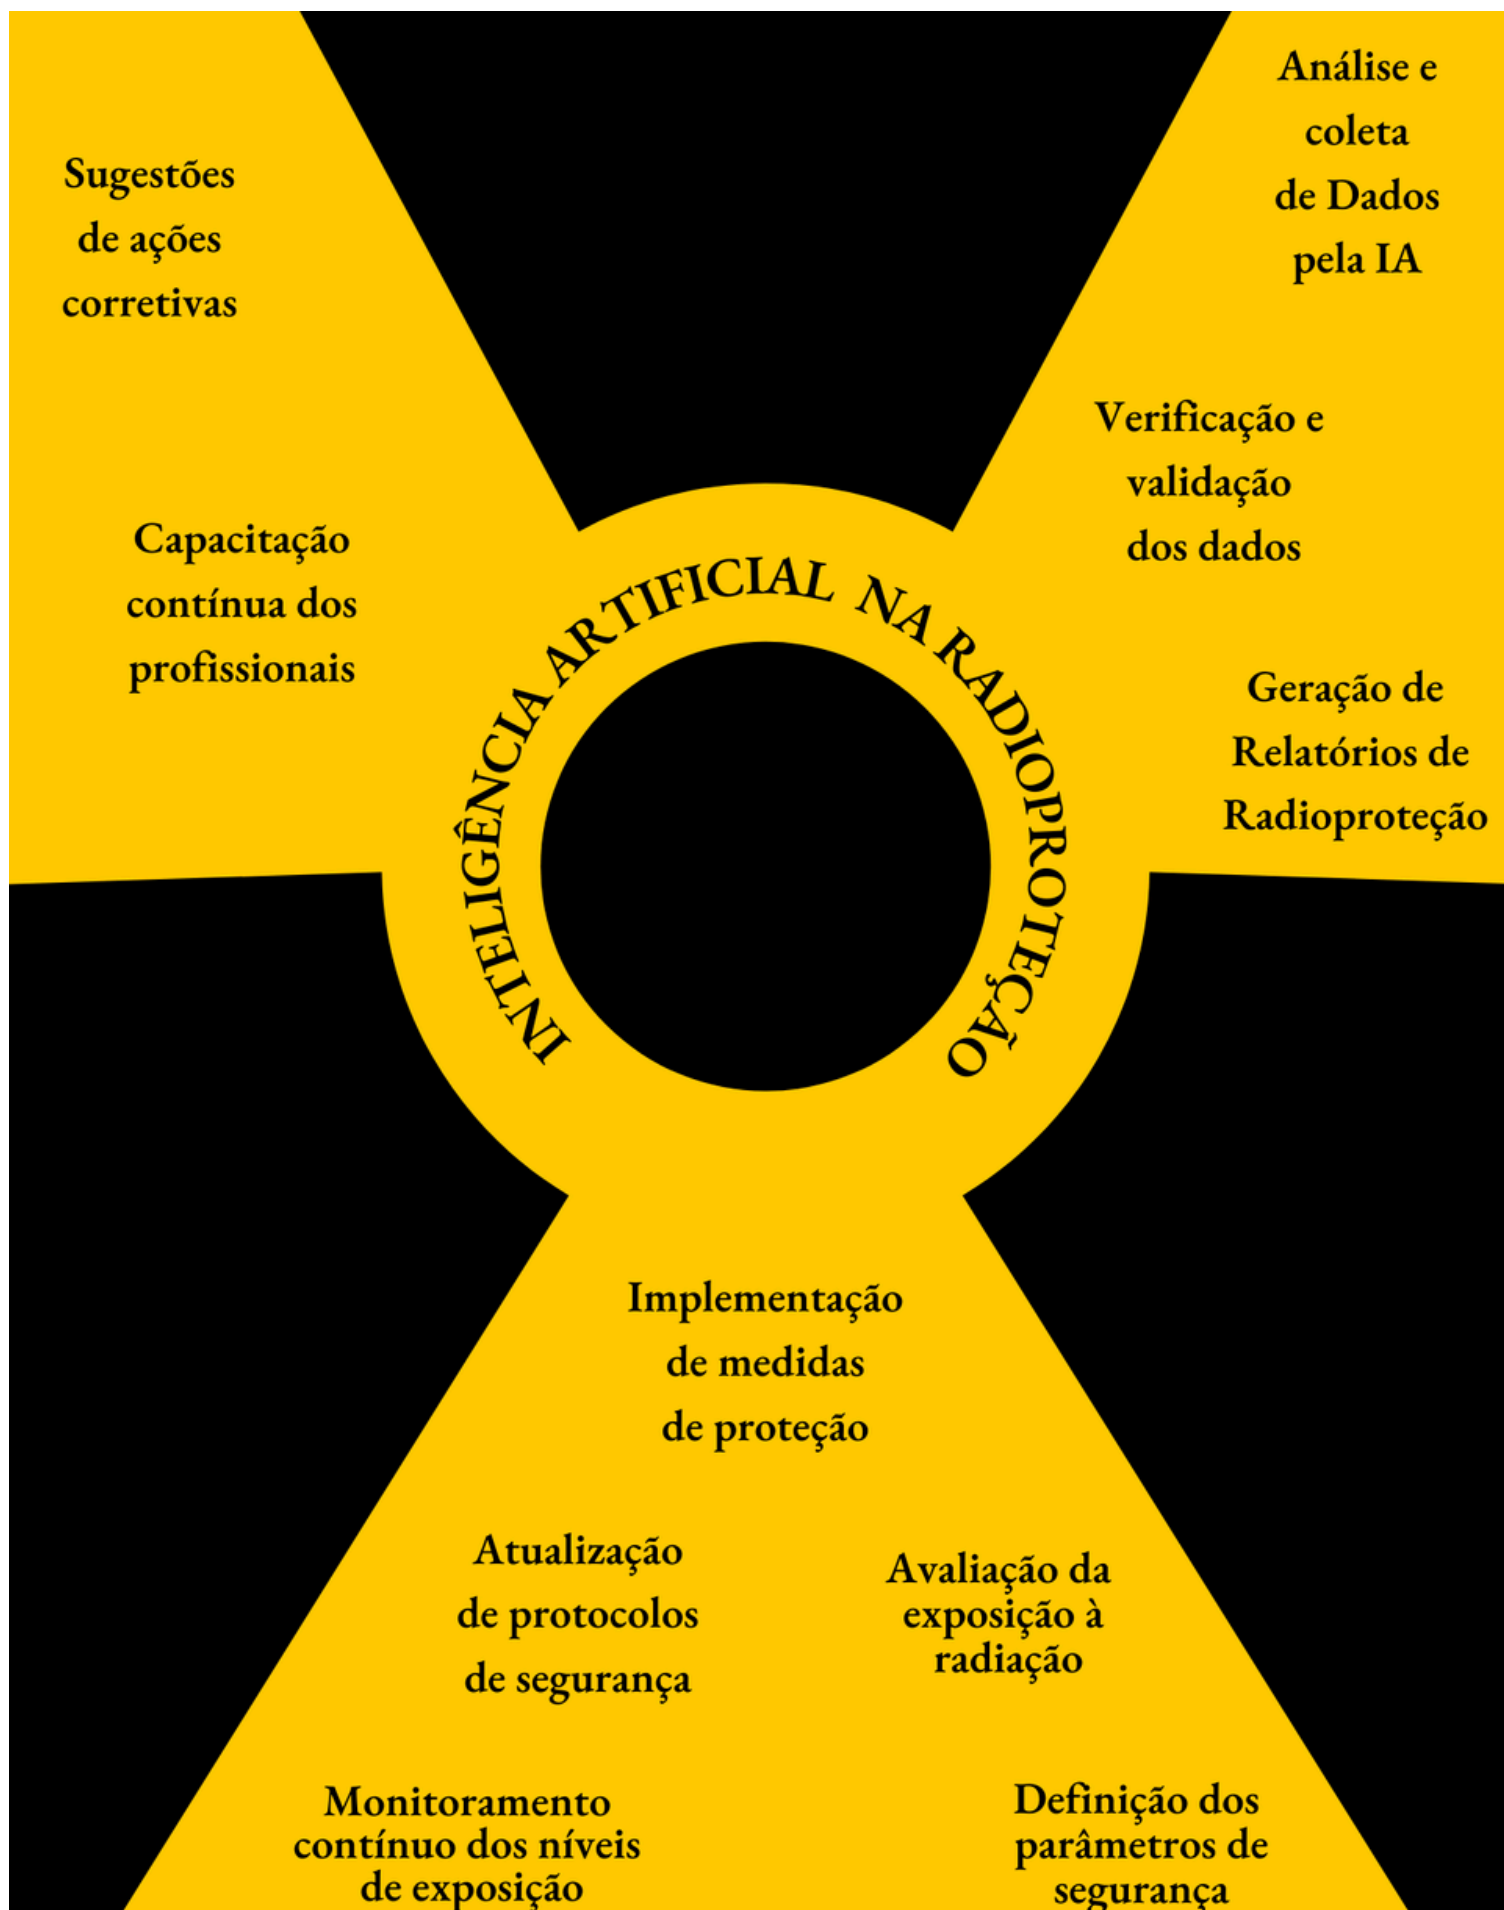 Análise e
coleta
de Dados
pela IA
Sugestões
de ações
corretivas
Verificação e
validação
dos dados
Capacitação
contínua dos
profissionais
Geração de
Relatórios de
Radioproteção
INTELIGÊNCIA ARTIFICIAL NA RADIOPROTEÇÃO
Implementação
de medidas
de proteção
Atualização
de protocolos
de segurança
Avaliação da
exposição à
radiação
Monitoramento
contínuo dos níveis
de exposição
Definição dos
parâmetros de
segurança